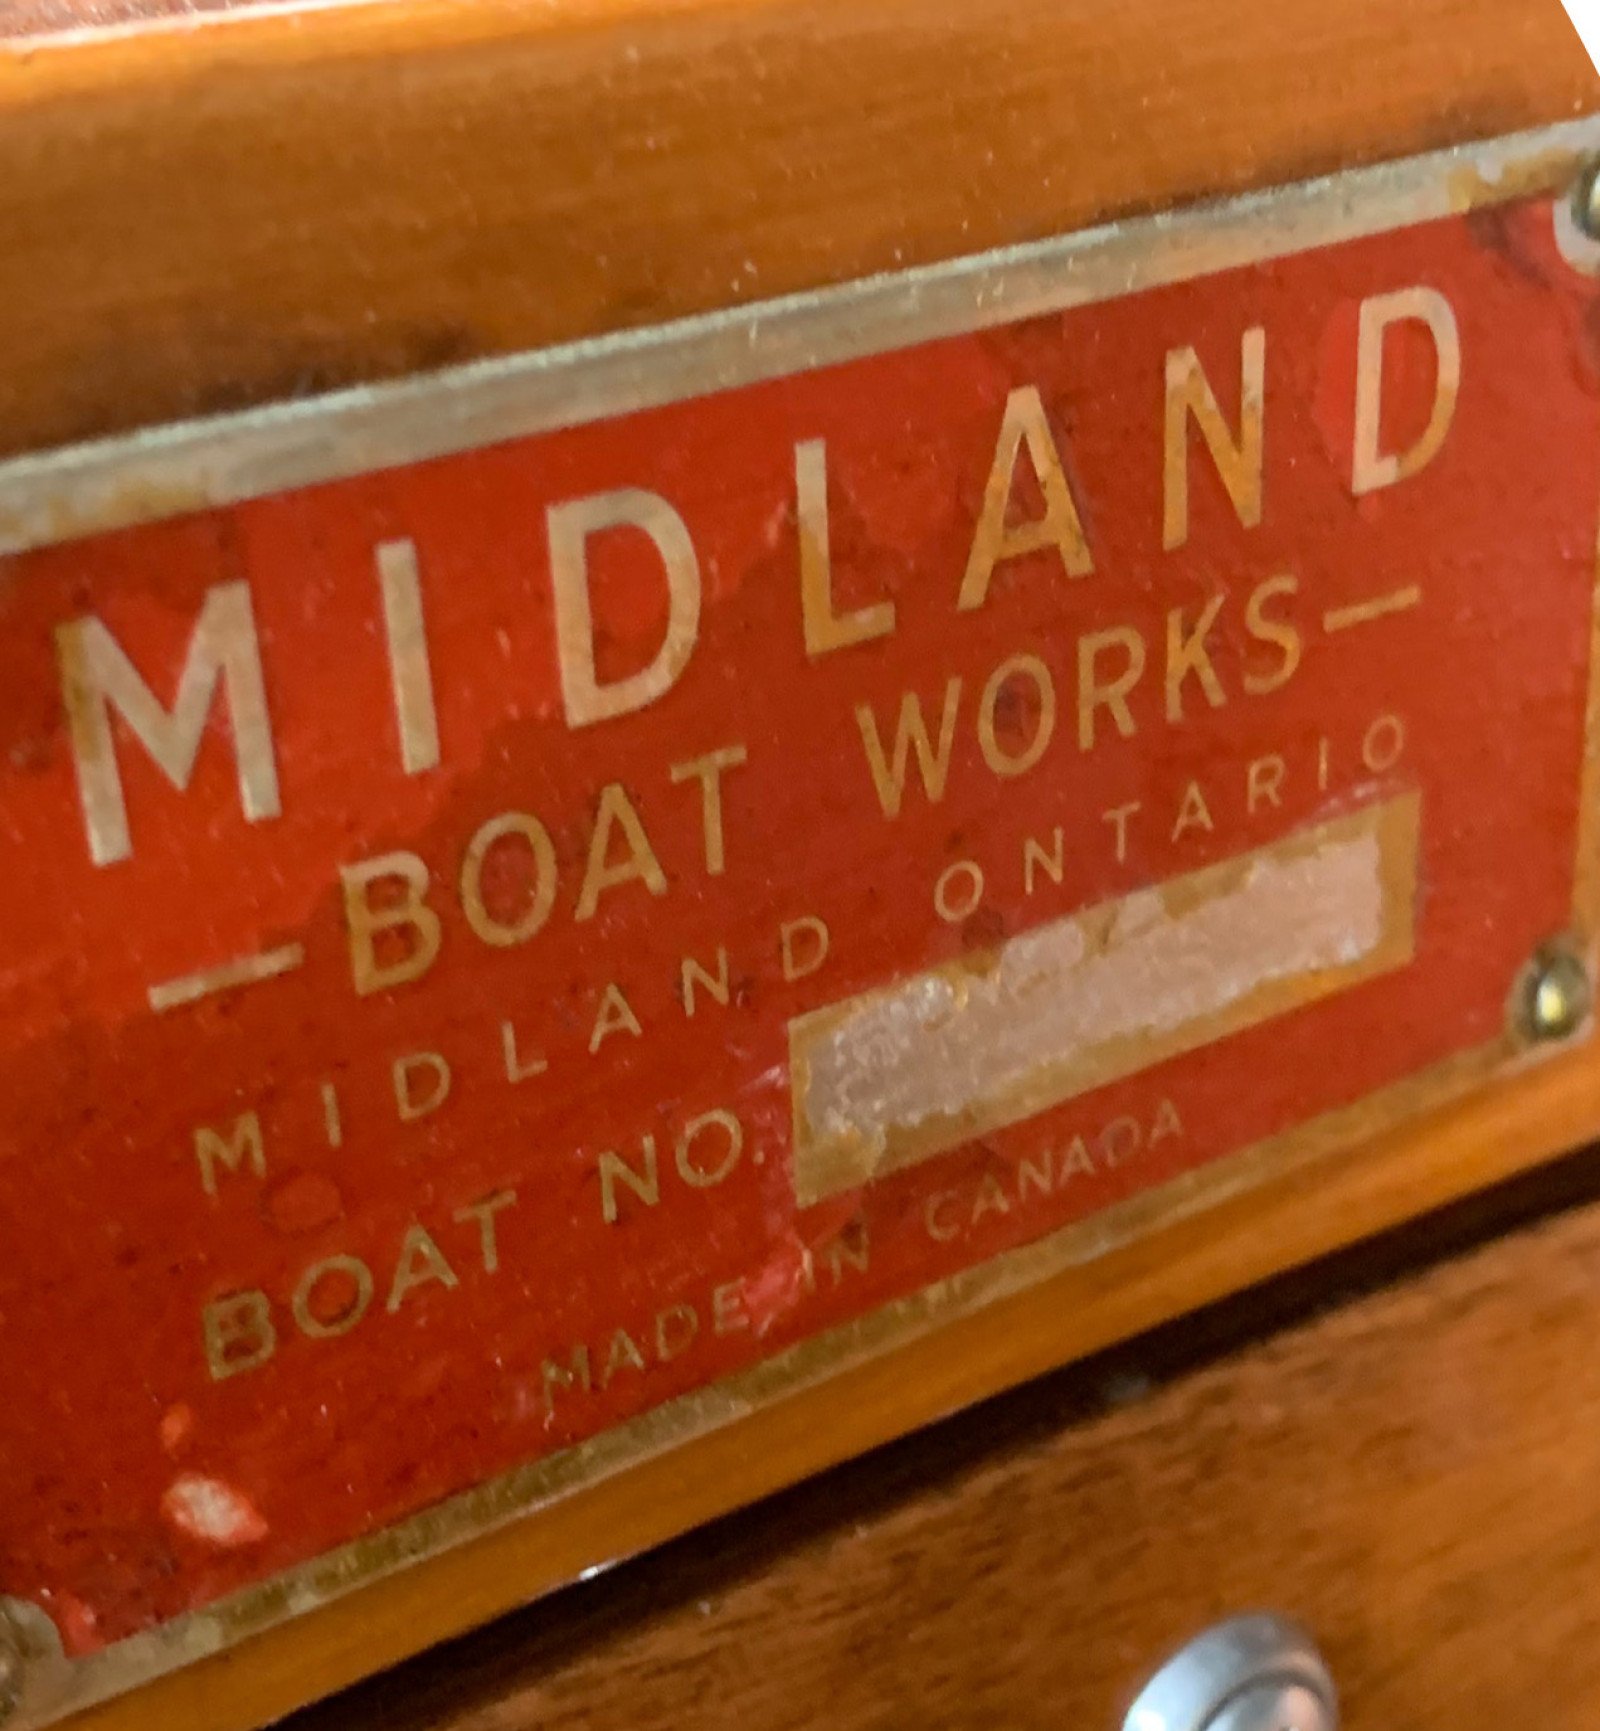 MIDLAND
—BOAT WORKS—
MIDLAND ONTARIO
BOAT NO.
MADE IN CANADA